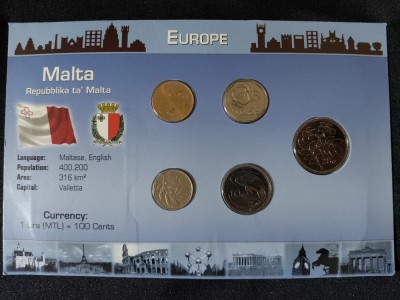 EUROPE
Malta
Repubblika ta' Malta
Language: Maltese, English
Population: 400,200
Area: 316 km²
Capital: Valletta
Currency:
1 Lira (MTL) = 100 Cents